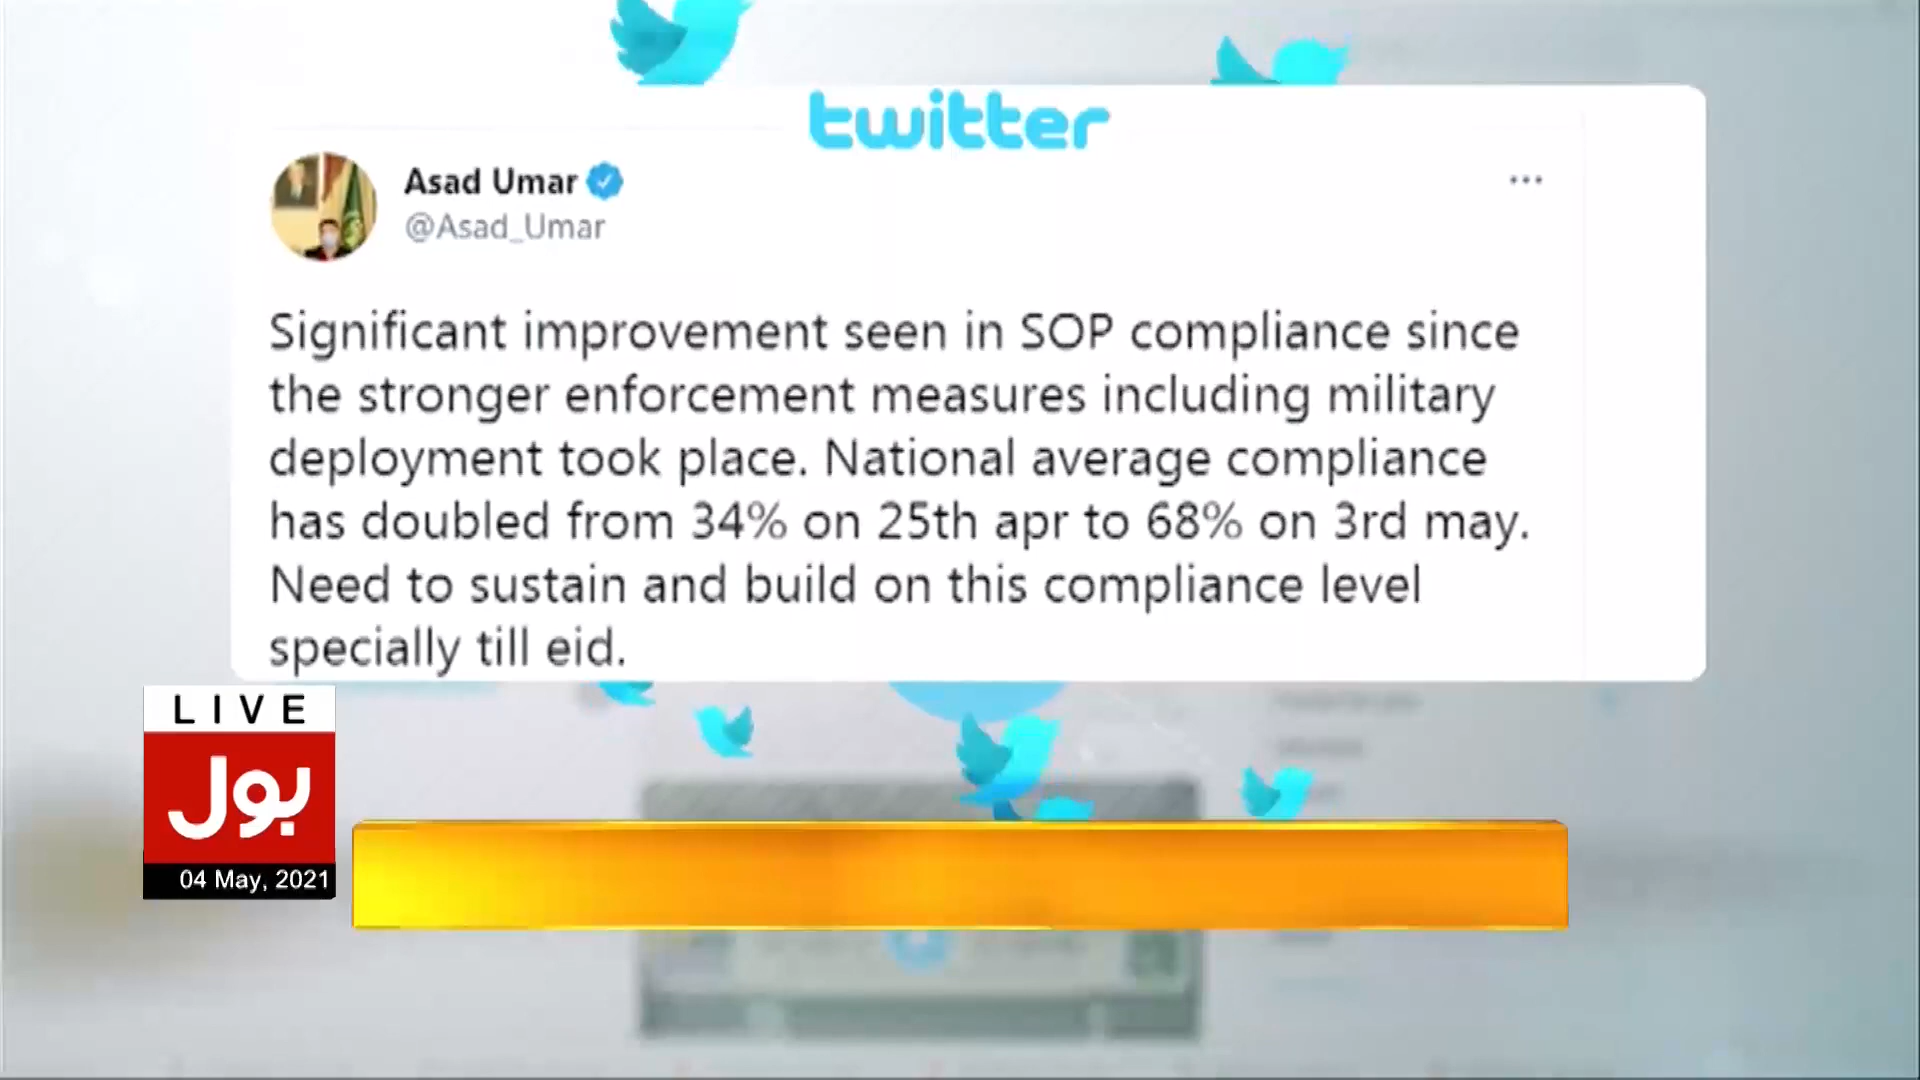 twitter
Asad Umar
@Asad_Umar
Significant improvement seen in SOP compliance since
the stronger enforcement measures including military
deployment took place. National average compliance
has doubled from 34% on 25th apr to 68% on 3rd may.
Need to sustain and build on this compliance level
specially till eid.
LIVE
بول
04 May, 2021